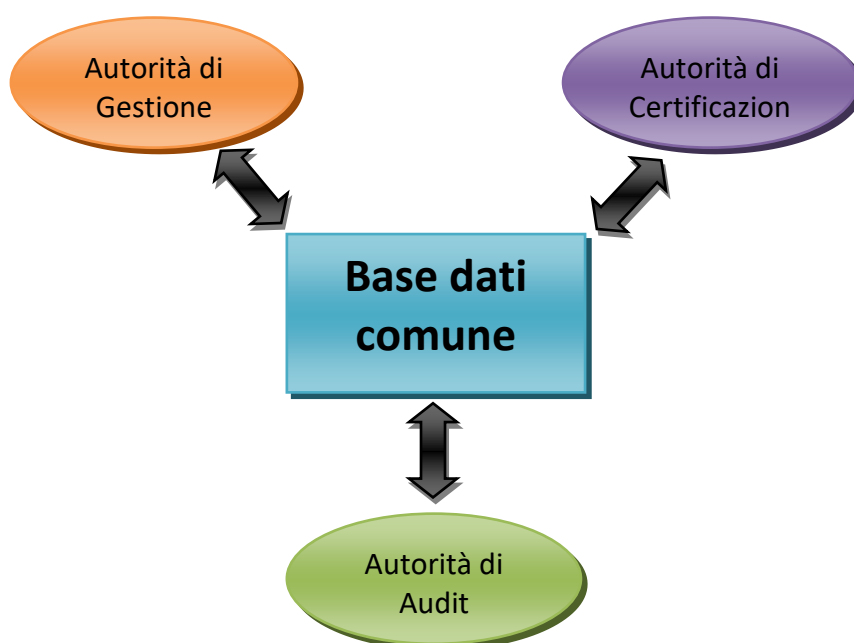 Autorità di
Gestione
Autorità di
Certificazion
Base dati
comune
Autorità di
Audit